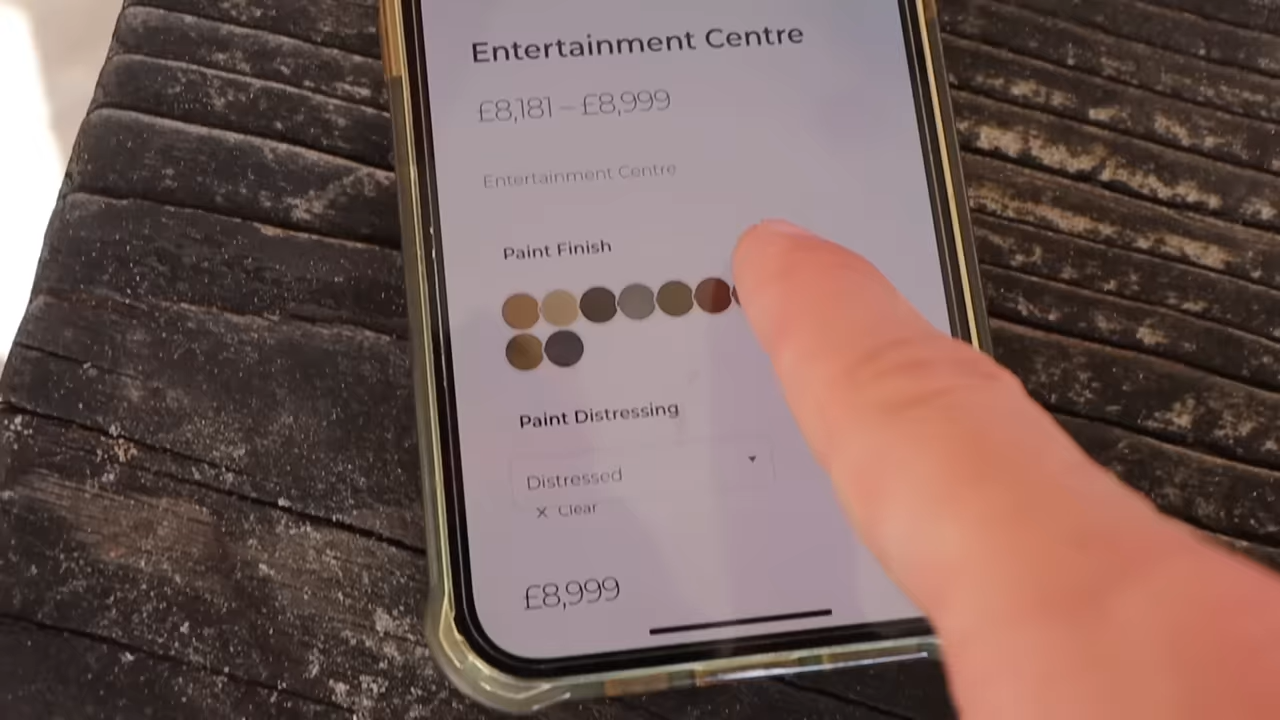 Entertainment Centre
£8,181 – £8,999
Entertainment Centre
Paint Finish
Paint Distressing
Distressed
× Clear
£8,999